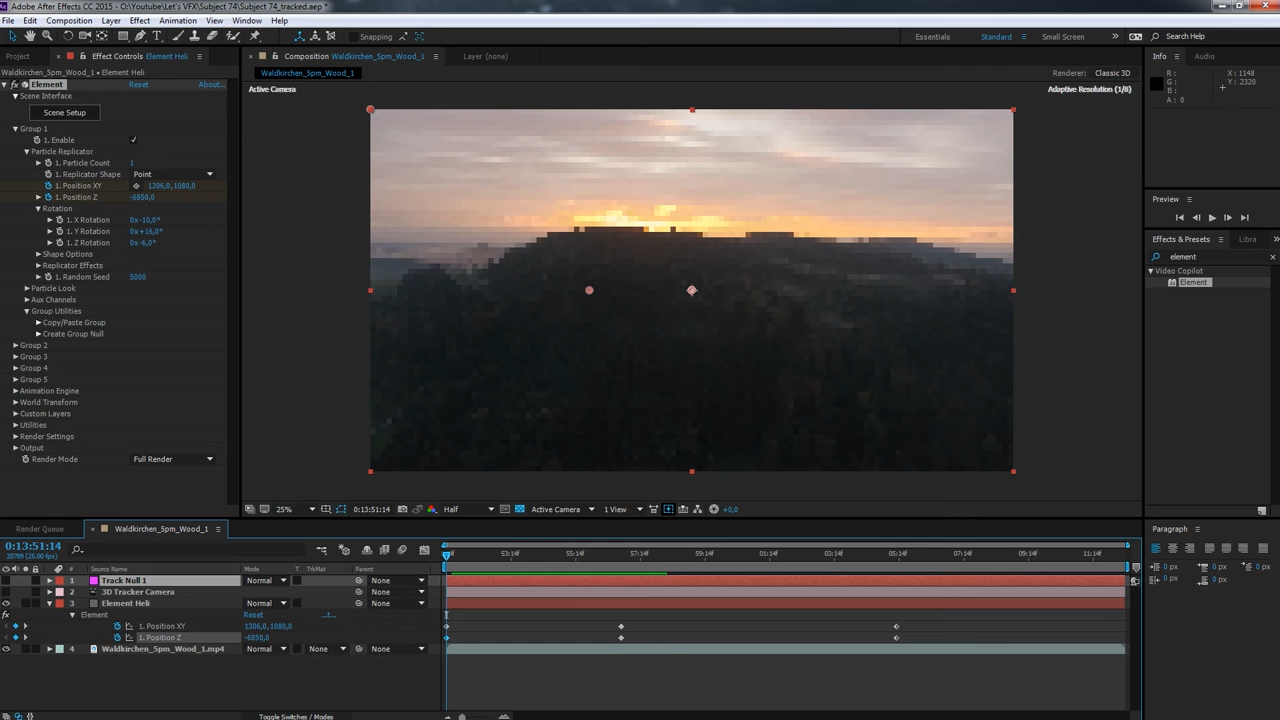 Adobe After Effects CC 2015 - O:\Youtube\Let's VFX\Subject 74\Subject 74_tracked.aep *
File Edit Composition Layer Effect Animation View Window Help
Snapping
Essentials Standard Small Screen Search Help
Project Effect Controls Element Heli
Waldkirchen_5pm_Wood_1 • Element Heli
Element Reset About...
Scene Interface
Scene Setup
Group 1
1. Enable
Particle Replicator
1. Particle Count 1
1. Replicator Shape Point
1. Position XY 1306,0,1080,0
1. Position Z -6850,0
Rotation
1. X Rotation 0x-10,0°
1. Y Rotation 0x+16,0°
1. Z Rotation 0x-6,0°
Shape Options
Replicator Effects
1. Random Seed 5000
Particle Look
Aux Channels
Group Utilities
Copy/Paste Group
Create Group Null
Group 2
Group 3
Group 4
Group 5
Animation Engine
World Transform
Custom Layers
Utilities
Render Settings
Output
Render Mode Full Render
Composition Waldkirchen_5pm_Wood_1 Layer (none)
Waldkirchen_5pm_Wood_1 Renderer: Classic 3D
Active Camera Adaptive Resolution (1/8)
25% 0:13:51:14 Half Active Camera 1 View +0,0
Info Audio
R: X: 1148
G: Y: 2320
B:
A: 0
Preview
Effects & Presets Libra
element
Video Copilot
Element
Paragraph
0 px 0 px 0 px
0 px 0 px
Render Queue Waldkirchen_5pm_Wood_1
0:13:51:14
20789 (25.00 fps)
53:14f 55:14f 57:14f 59:14f 01:14f 03:14f 05:14f 07:14f 09:14f 11:14f
# Source Name Mode T TrkMat Parent
1 Track Null 1 Normal None
2 3D Tracker Camera None
3 Element Heli Normal None
Element Reset ...t...
1. Position XY 1306,0,1080,0
1. Position Z -6850,0
4 Waldkirchen_5pm_Wood_1.mp4 Normal None None
Toggle Switches / Modes